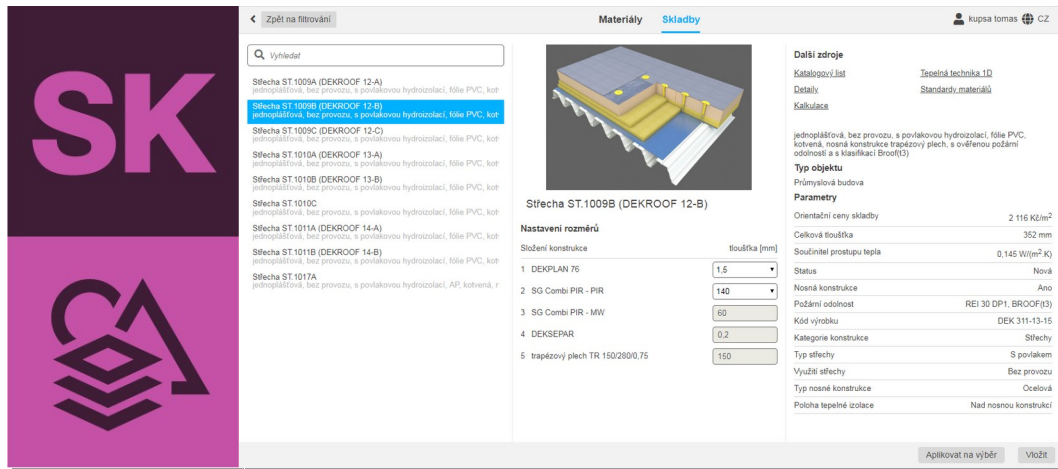 SK
Zpět na filtrování
Materiály
Skladby
kupsa tomas
CZ
Vyhledat
Střecha ST.1009A (DEKROOF 12-A)
jednoplášťová, bez provozu, s povlakovou hydroizolací, fólie PVC, kotv
Střecha ST.1009B (DEKROOF 12-B)
jednoplášťová, bez provozu, s povlakovou hydroizolací, fólie PVC, kotv
Střecha ST.1009C (DEKROOF 12-C)
jednoplášťová, bez provozu, s povlakovou hydroizolací, fólie PVC, kotv
Střecha ST.1010A (DEKROOF 13-A)
jednoplášťová, bez provozu, s povlakovou hydroizolací, fólie PVC, kotv
Střecha ST.1010B (DEKROOF 13-B)
jednoplášťová, bez provozu, s povlakovou hydroizolací, fólie PVC, kotv
Střecha ST.1010C
jednoplášťová, bez provozu, s povlakovou hydroizolací, fólie PVC, kotv
Střecha ST.1011A (DEKROOF 14-A)
jednoplášťová, bez provozu, s povlakovou hydroizolací, fólie PVC, kotv
Střecha ST.1011B (DEKROOF 14-B)
jednoplášťová, bez provozu, s povlakovou hydroizolací, fólie PVC, kotv
Střecha ST.1017A
jednoplášťová, bez provozu, s povlakovou hydroizolací, AP, kotvená, r
Střecha ST.1009B (DEKROOF 12-B)
Nastavení rozměrů
Složení konstrukce tloušťka [mm]
1 DEKPLAN 76 1,5
2 SG Combi PIR - PIR 140
3 SG Combi PIR - MW 60
4 DEKSEPAR 0,2
5 trapézový plech TR 150/280/0,75 150
Další zdroje
Katalogový list Tepelná technika 1D
Detaily Standardy materiálů
Kalkulace
jednoplášťová, bez provozu, s povlakovou hydroizolací, fólie PVC,
kotvená, nosná konstrukce trapézový plech, s ověřenou požární
odolností a s klasifikací Broof(t3)
Typ objektu
Průmyslová budova
Parametry
Orientační ceny skladby 2 116 Kč/m²
Celková tloušťka 352 mm
Součinitel prostupu tepla 0,145 W/(m².K)
Status Nová
Nosná konstrukce Ano
Požární odolnost REI 30 DP1, BROOF(t3)
Kód výrobku DEK 311-13-15
Kategorie konstrukce Střechy
Typ střechy S povlakem
Využití střechy Bez provozu
Typ nosné konstrukce Ocelová
Poloha tepelné izolace Nad nosnou konstrukcí
Aplikovat na výběr
Vložit